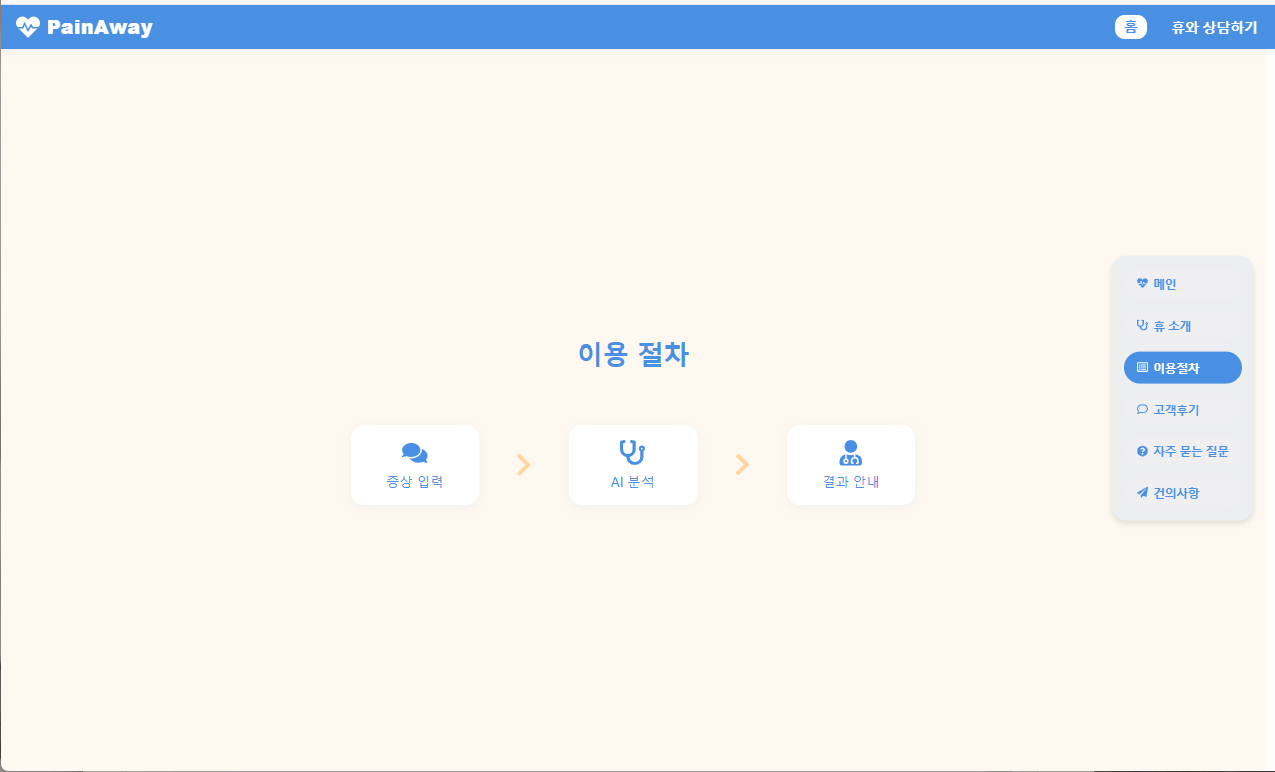 PainAway
홈
휴와 상담하기
이용 절차
증상 입력
AI 분석
결과 안내
메인
휴 소개
이용절차
고객후기
자주 묻는 질문
건의사항